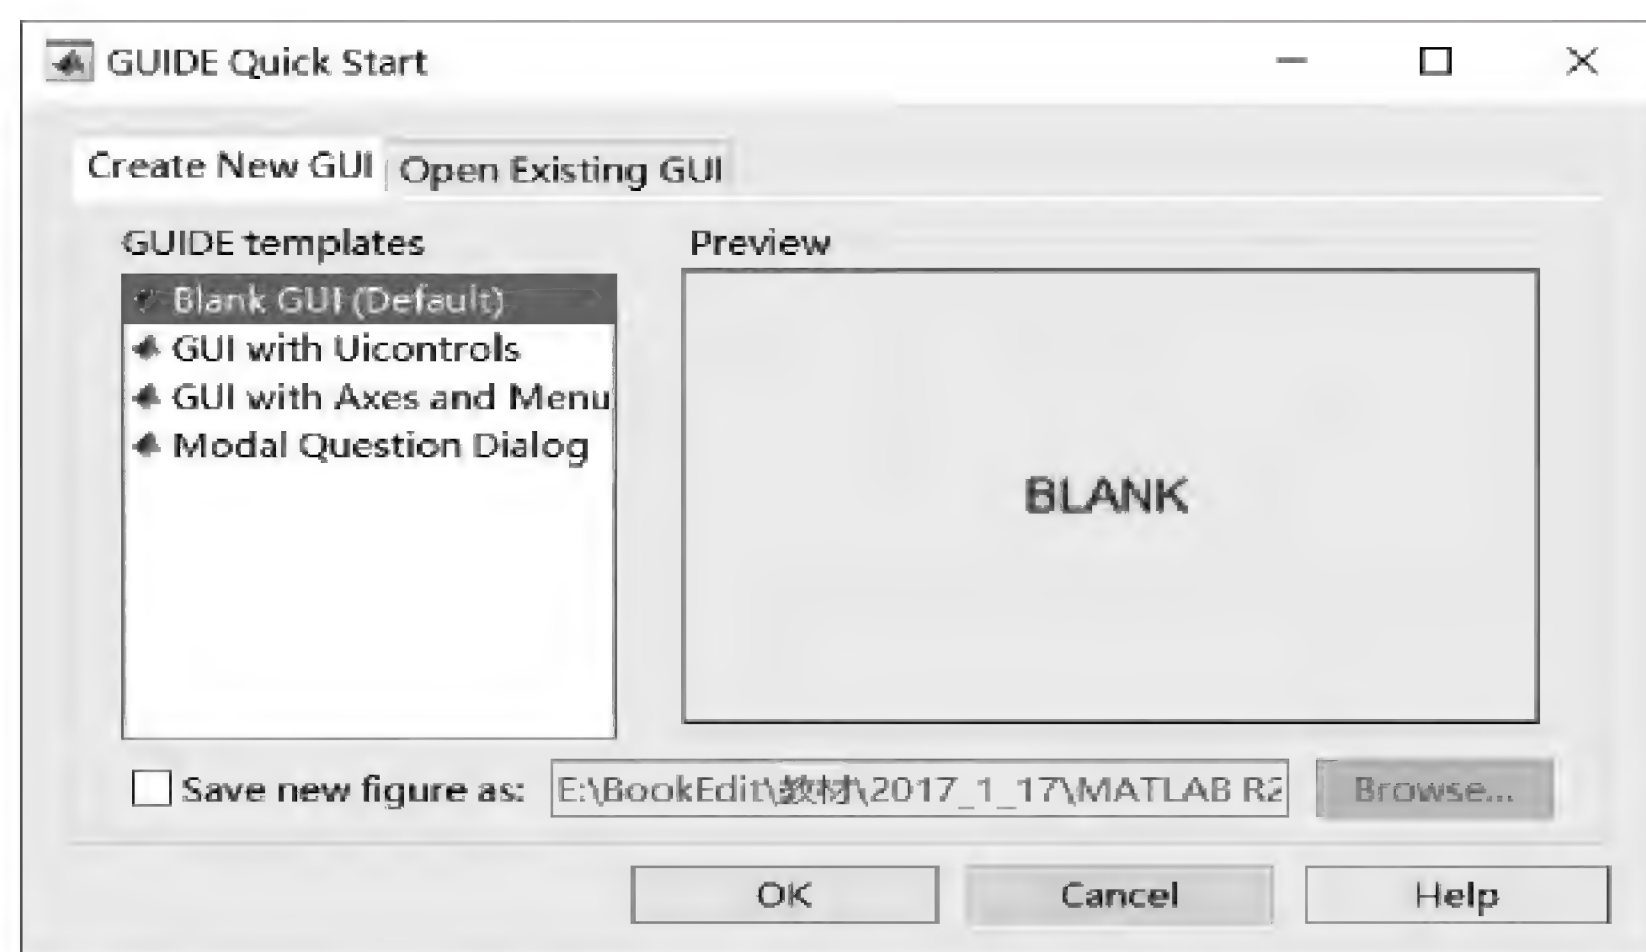 GUIDE Quick Start
Create New GUI
Open Existing GUI
GUIDE templates
Preview
Blank GUI (Default)
GUI with Uicontrols
GUI with Axes and Menu
Modal Question Dialog
BLANK
Save new figure as:
E:\BookEdit\教材\2017_1_17\MATLAB R2
Browse...
OK
Cancel
Help